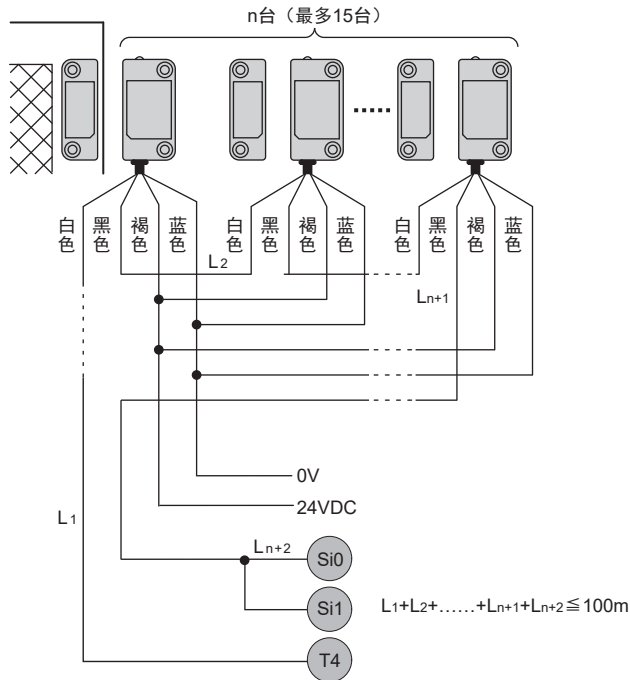 n台（最多15台）
白色 黑色 褐色 蓝色 白色 黑色 褐色 蓝色 白色 黑色 褐色 蓝色
L2
Ln+1
0V
24VDC
L1
Ln+2
Si0
Si1
L1+L2+……+Ln+1+Ln+2≦100m
T4